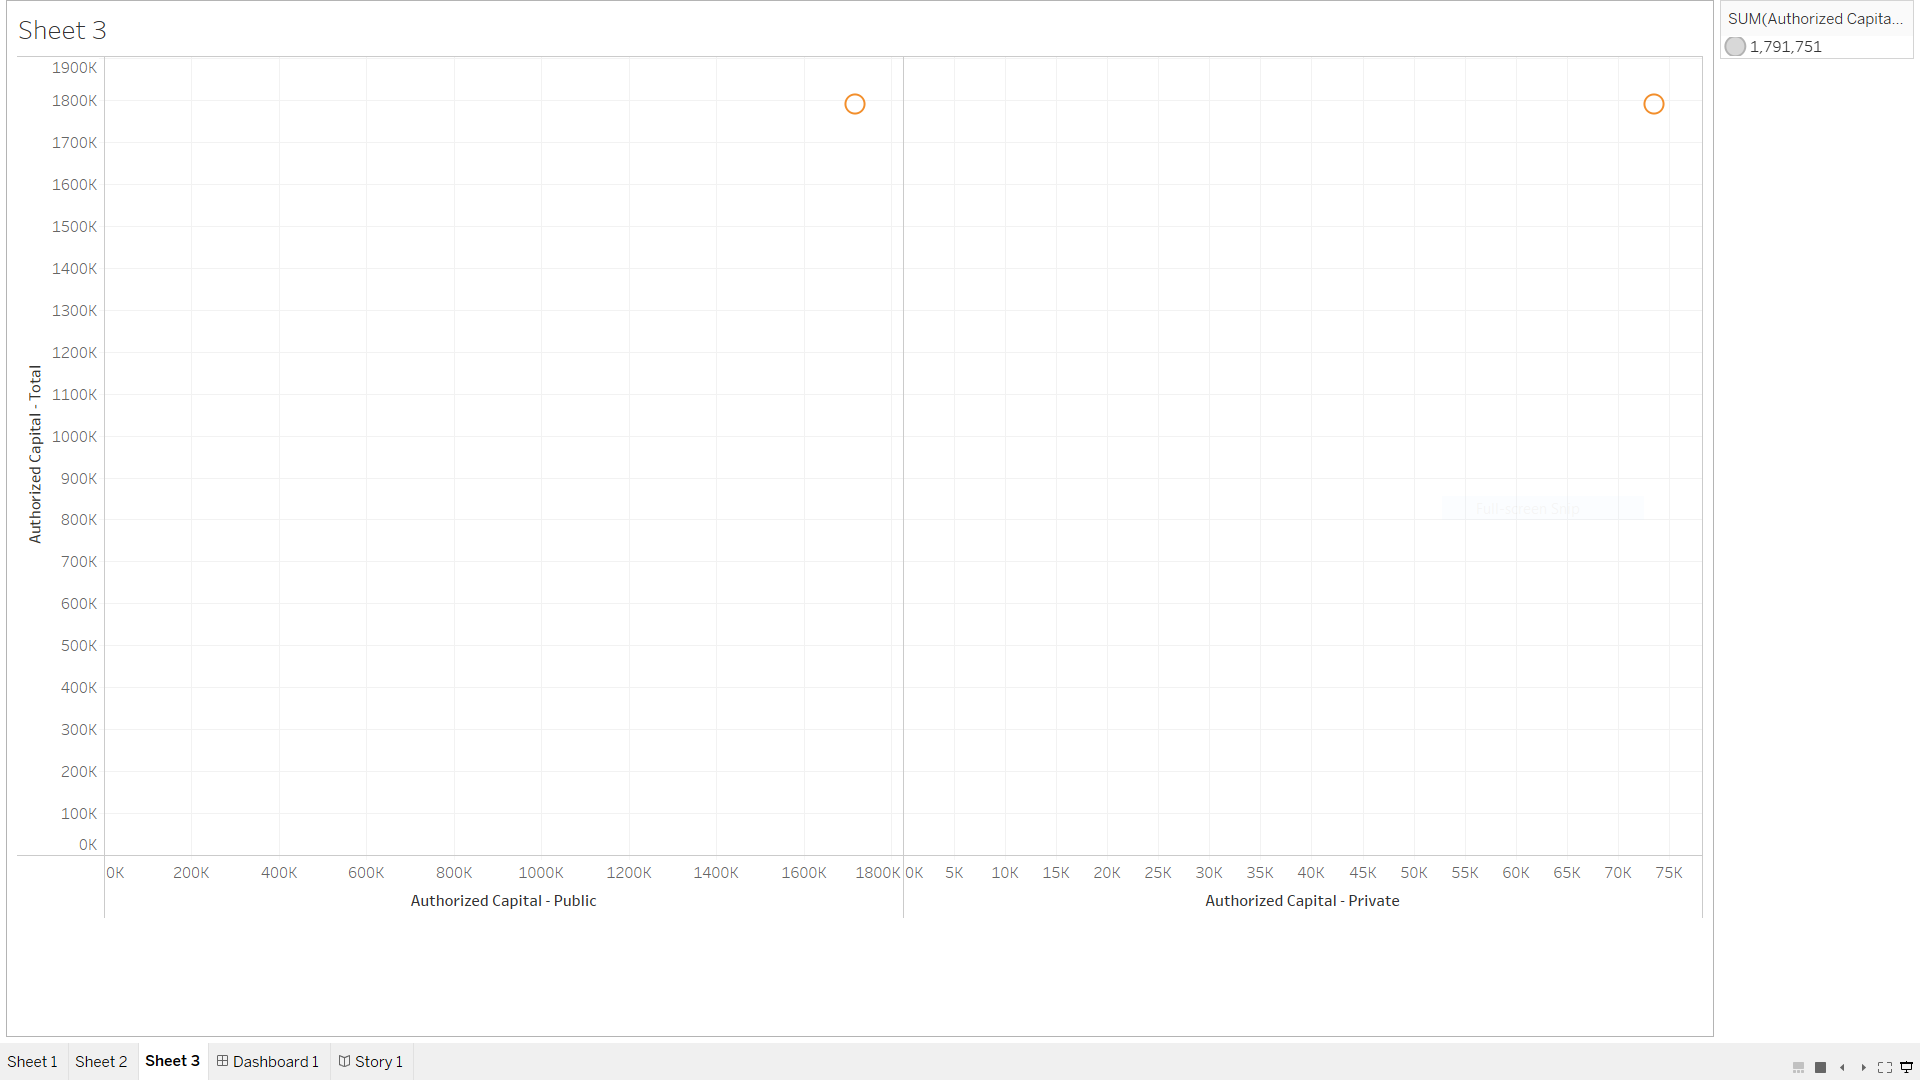 Sheet 3
SUM(Authorized Capita...
1,791,751
1900K
1800K
1700K
1600K
1500K
1400K
1300K
1200K
1100K
1000K
900K
800K
700K
600K
500K
400K
300K
200K
100K
0K
Authorized Capital - Total
Full-screen Snip
0K 200K 400K 600K 800K 1000K 1200K 1400K 1600K 1800K
0K 5K 10K 15K 20K 25K 30K 35K 40K 45K 50K 55K 60K 65K 70K 75K
Authorized Capital - Public
Authorized Capital - Private
Sheet 1 Sheet 2 Sheet 3 Dashboard 1 Story 1